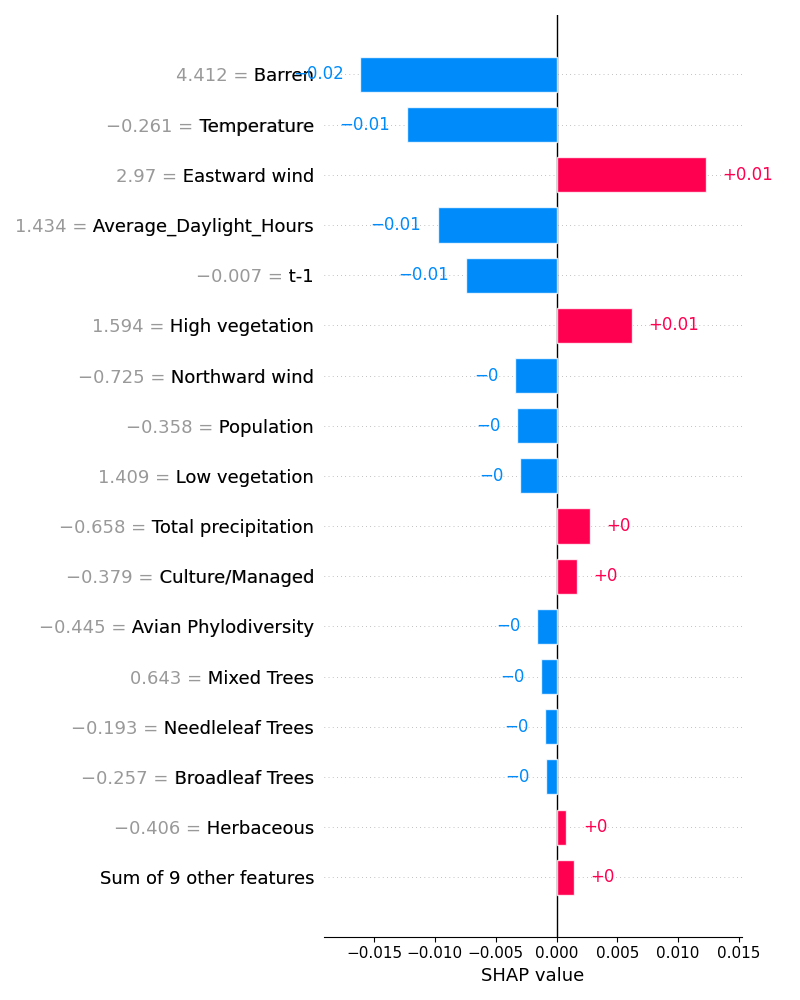 4.412 = Barren −0.02
−0.261 = Temperature −0.01
2.97 = Eastward wind +0.01
1.434 = Average_Daylight_Hours −0.01
−0.007 = t-1 −0.01
1.594 = High vegetation +0.01
−0.725 = Northward wind −0
−0.358 = Population −0
1.409 = Low vegetation −0
−0.658 = Total precipitation +0
−0.379 = Culture/Managed +0
−0.445 = Avian Phylodiversity −0
0.643 = Mixed Trees −0
−0.193 = Needleleaf Trees −0
−0.257 = Broadleaf Trees −0
−0.406 = Herbaceous +0
Sum of 9 other features +0
−0.015 −0.010 −0.005 0.000 0.005 0.010 0.015
SHAP value